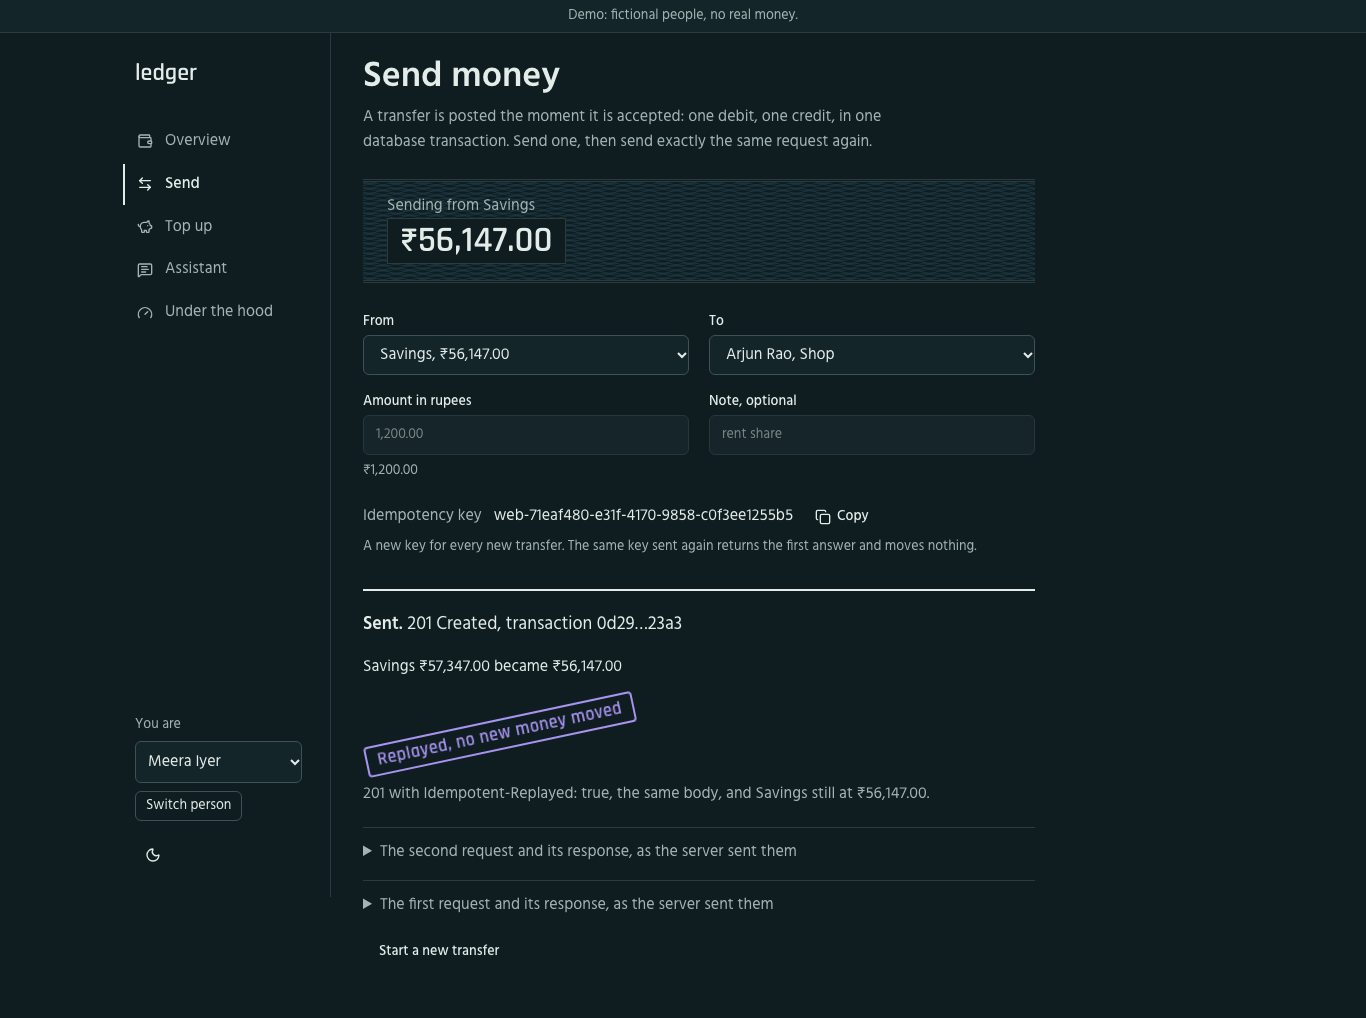 Demo: fictional people, no real money.
ledger
Overview
Send
Top up
Assistant
Under the hood
You are
Meera Iyer
Switch person
Send money
A transfer is posted the moment it is accepted: one debit, one credit, in one
database transaction. Send one, then send exactly the same request again.
Sending from Savings
₹56,147.00
From
Savings, ₹56,147.00
To
Arjun Rao, Shop
Amount in rupees
1,200.00
₹1,200.00
Note, optional
rent share
Idempotency key web-71eaf480-e31f-4170-9858-c0f3ee1255b5 Copy
A new key for every new transfer. The same key sent again returns the first answer and moves nothing.
Sent. 201 Created, transaction 0d29…23a3
Savings ₹57,347.00 became ₹56,147.00
Replayed, no new money moved
201 with Idempotent-Replayed: true, the same body, and Savings still at ₹56,147.00.
The second request and its response, as the server sent them
The first request and its response, as the server sent them
Start a new transfer